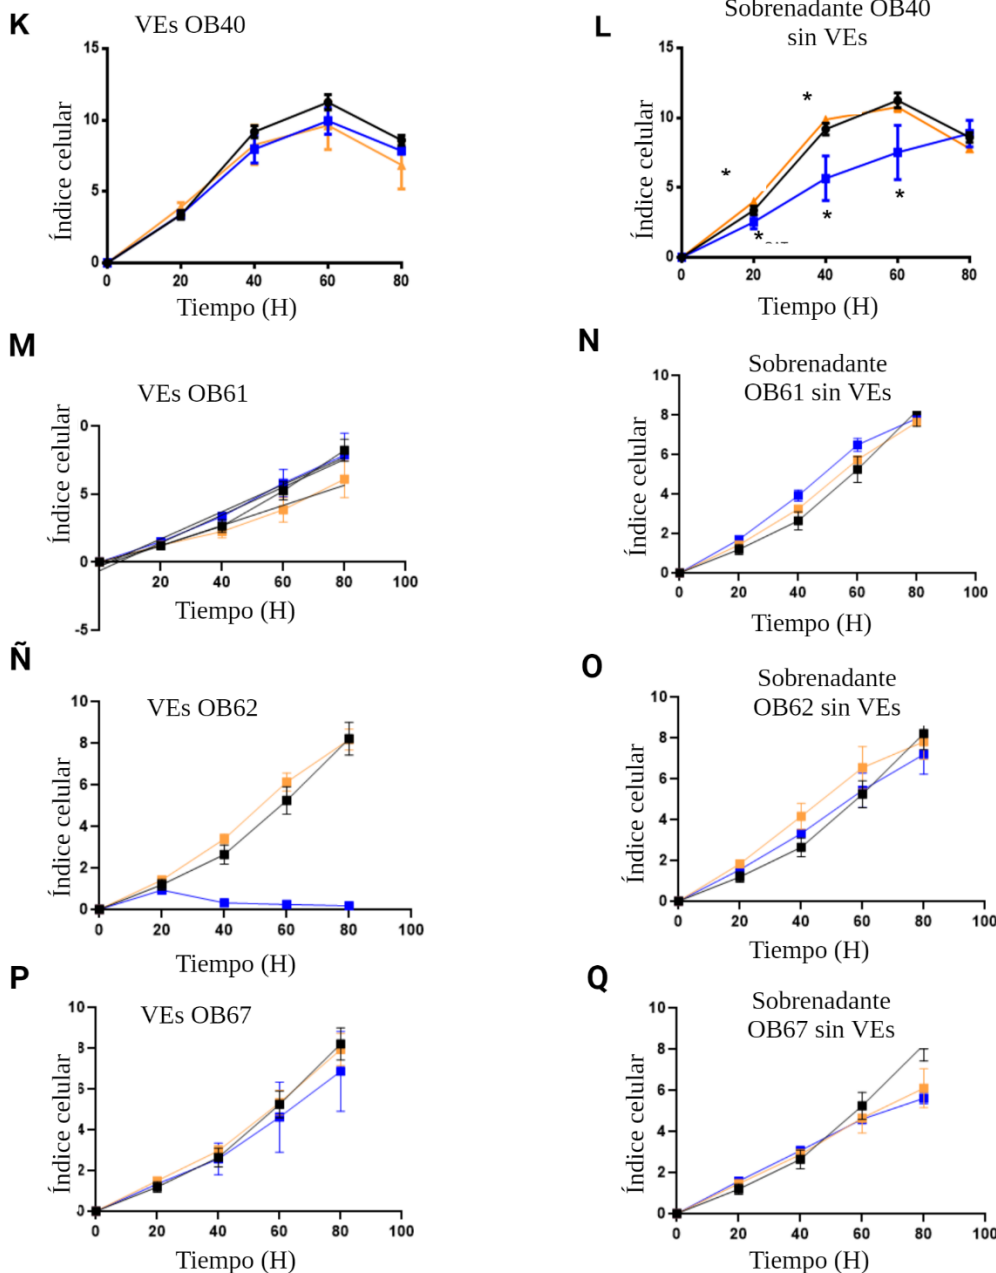 K
VEs OB40
15
10
5
0
Índice celular
0 20 40 60 80
Tiempo (H)
L
Sobrenadante OB40
sin VEs
15
10
5
0
Índice celular
*
*
*
*
*
0 20 40 60 80
Tiempo (H)
M
VEs OB61
0
5
0
-5
Índice celular
20 40 60 80 100
Tiempo (H)
N
Sobrenadante
OB61 sin VEs
10
8
6
4
2
0
Índice celular
0 20 40 60 80 100
Tiempo (H)
Ñ
VEs OB62
10
8
6
4
2
0
Índice celular
0 20 40 60 80 100
Tiempo (H)
O
Sobrenadante
OB62 sin VEs
10
8
6
4
2
0
Índice celular
0 20 40 60 80 100
Tiempo (H)
P
VEs OB67
10
8
6
4
2
0
Índice celular
0 20 40 60 80 100
Tiempo (H)
Q
Sobrenadante
OB67 sin VEs
10
8
6
4
2
0
Índice celular
0 20 40 60 80 100
Tiempo (H)